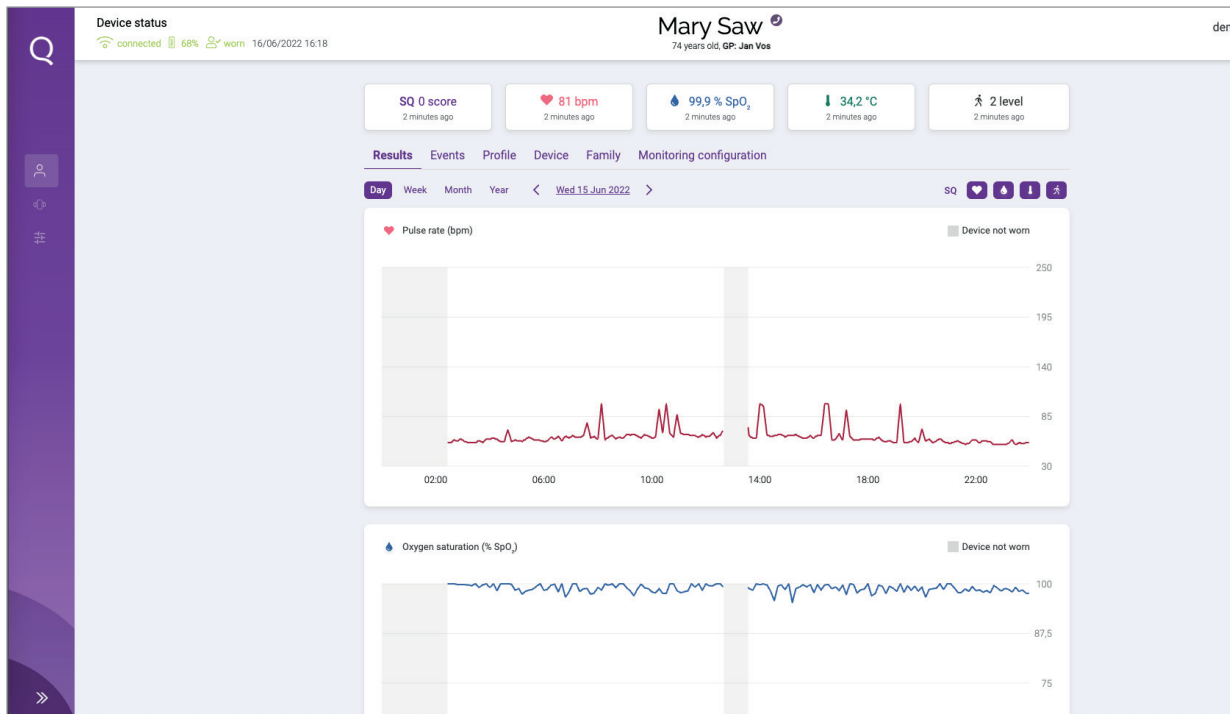 Device status
connected 68% worn 16/06/2022 16:18
Mary Saw
74 years old, GP: Jan Vos
SQ 0 score
2 minutes ago
81 bpm
2 minutes ago
99,9 % SpO₂
2 minutes ago
34,2 °C
2 minutes ago
2 level
2 minutes ago
Results Events Profile Device Family Monitoring configuration
Day Week Month Year Wed 15 Jun 2022 SQ
Pulse rate (bpm) Device not worn
250
195
140
85
30
02:00 06:00 10:00 14:00 18:00 22:00
Oxygen saturation (% SpO₂) Device not worn
100
87,5
75